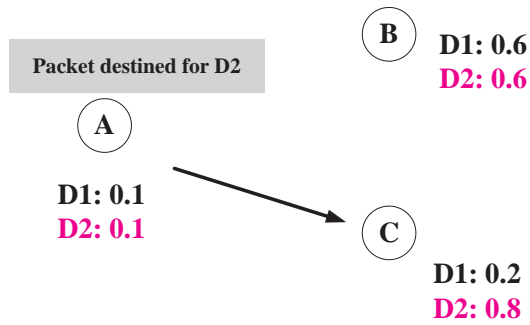 B
D1: 0.6
D2: 0.6
Packet destined for D2
A
D1: 0.1
D2: 0.1
C
D1: 0.2
D2: 0.8